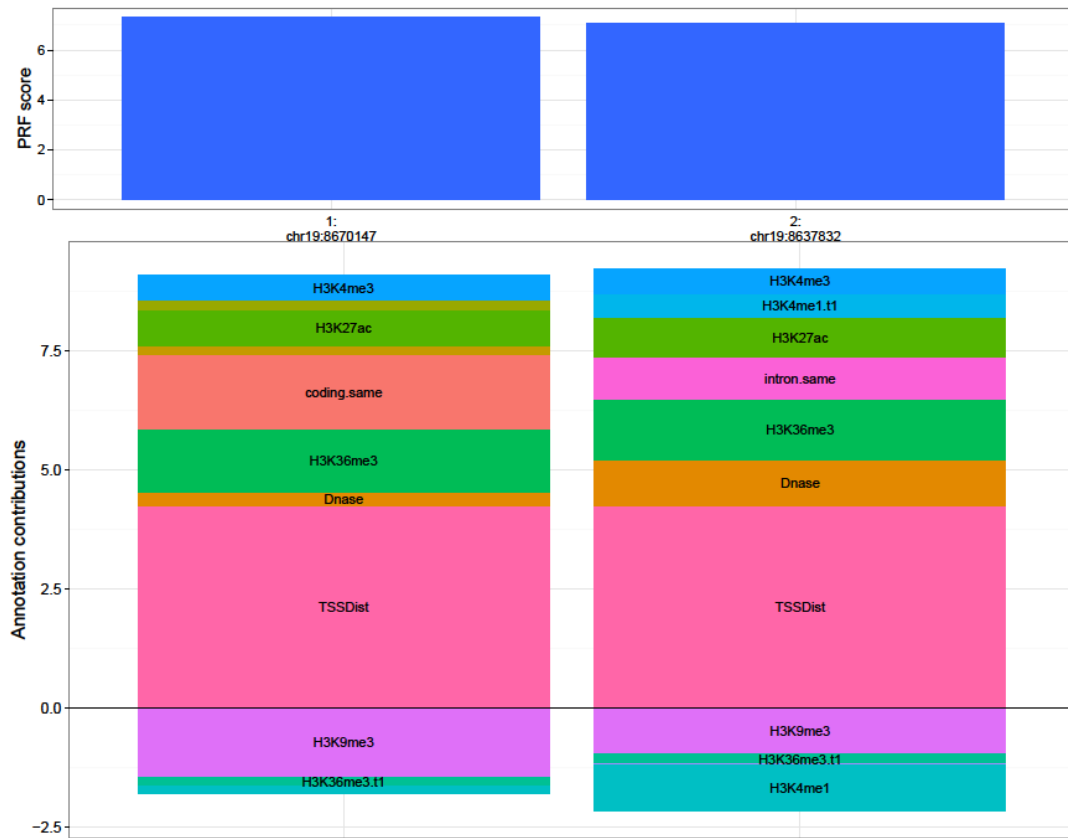 PRF score
6
4
2
0
1:
chr19:8670147
2:
chr19:8637832
Annotation contributions
7.5
5.0
2.5
0.0
−2.5
H3K4me3
H3K27ac
coding.same
H3K36me3
Dnase
TSSDist
H3K9me3
H3K36me3.t1
H3K4me3
H3K4me1.t1
H3K27ac
intron.same
H3K36me3
Dnase
TSSDist
H3K9me3
H3K36me3.t1
H3K4me1